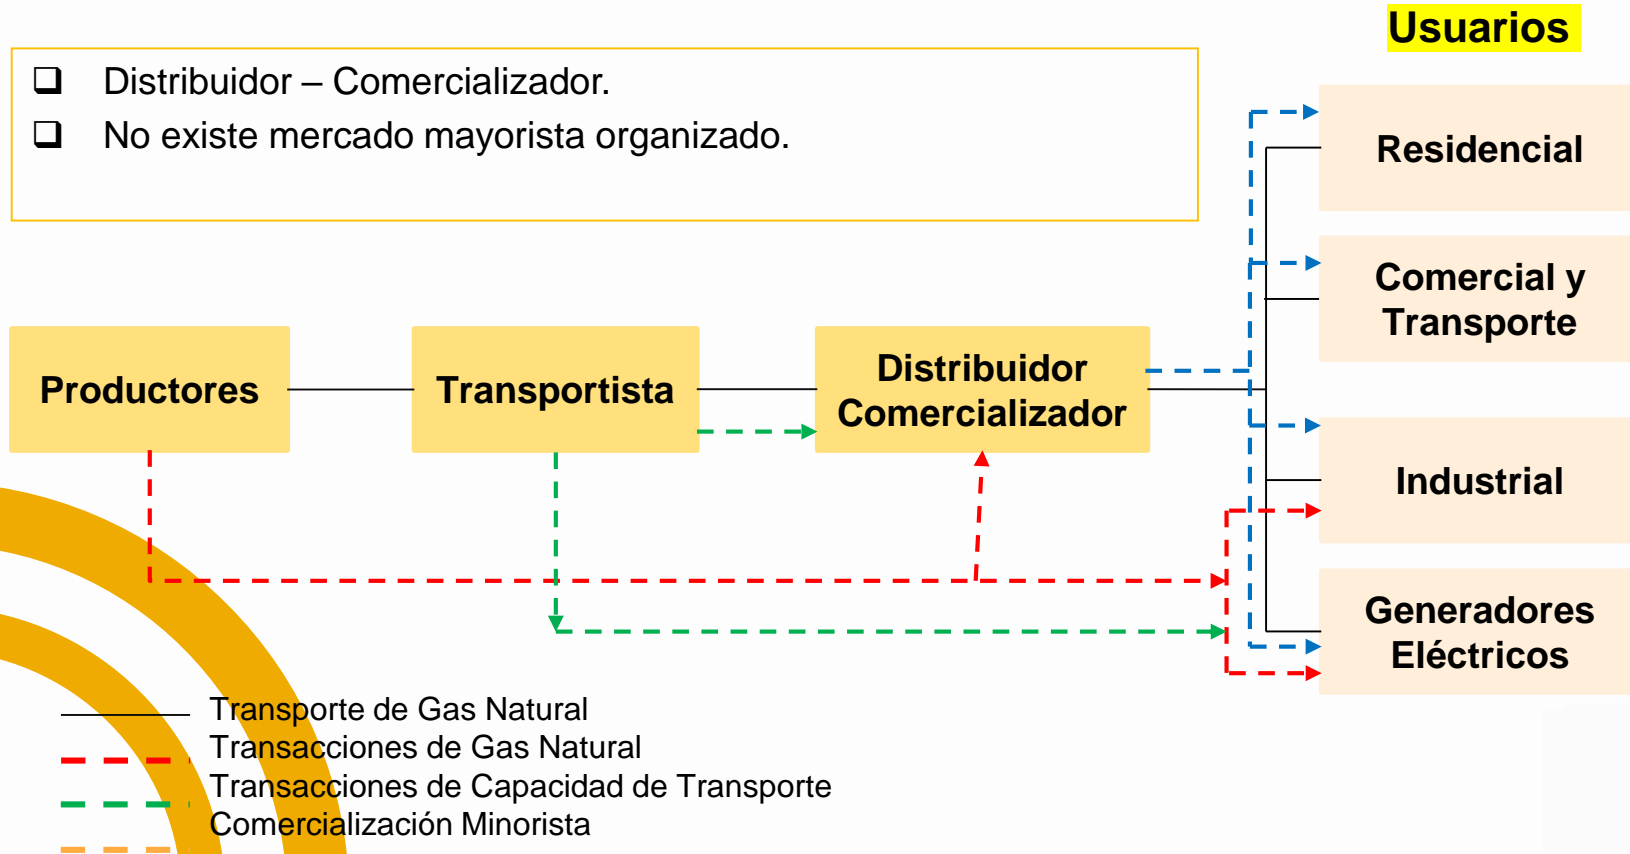 Usuarios
Distribuidor – Comercializador.
No existe mercado mayorista organizado.
Residencial
Comercial y
Transporte
Productores
Transportista
Distribuidor
Comercializador
Industrial
Generadores
Eléctricos
Transporte de Gas Natural
Transacciones de Gas Natural
Transacciones de Capacidad de Transporte
Comercialización Minorista